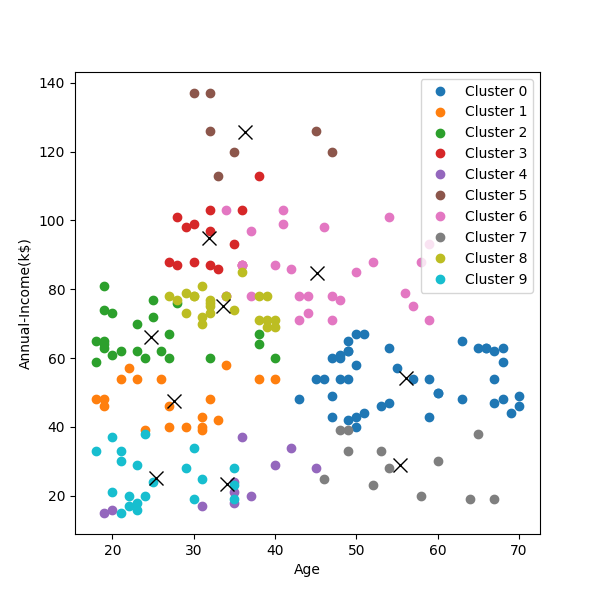 140
120
100
80
60
40
20
Annual-Income(k$)
20 30 40 50 60 70
Age
Cluster 0
Cluster 1
Cluster 2
Cluster 3
Cluster 4
Cluster 5
Cluster 6
Cluster 7
Cluster 8
Cluster 9